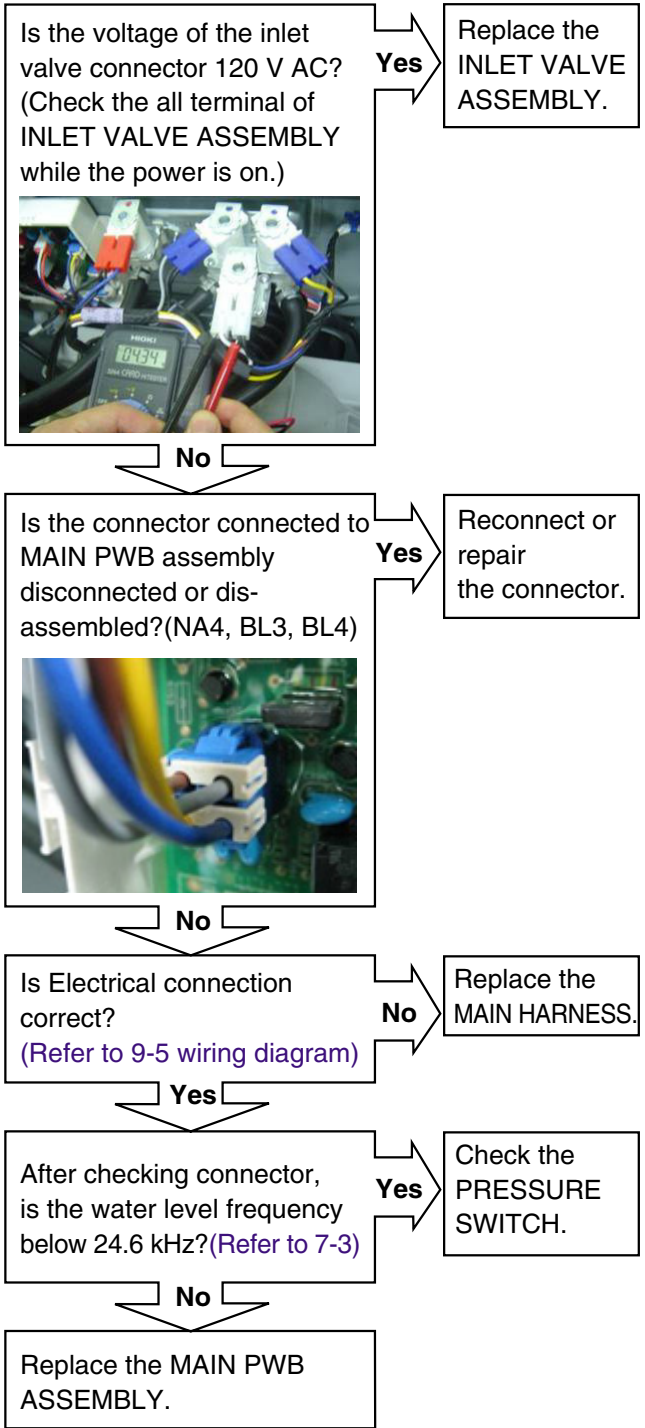 Is the voltage of the inlet
valve connector 120 V AC?
(Check the all terminal of
INLET VALVE ASSEMBLY
while the power is on.)
Yes
Replace the
INLET VALVE
ASSEMBLY.
HIOKI
0434
CARD HiTESTER
OFF
No
Is the connector connected to
MAIN PWB assembly
disconnected or dis-
assembled?(NA4, BL3, BL4)
Yes
Reconnect or
repair
the connector.
No
Is Electrical connection
correct?
(Refer to 9-5 wiring diagram)
No
Replace the
MAIN HARNESS.
Yes
After checking connector,
is the water level frequency
below 24.6 kHz?(Refer to 7-3)
Yes
Check the
PRESSURE
SWITCH.
No
Replace the MAIN PWB
ASSEMBLY.